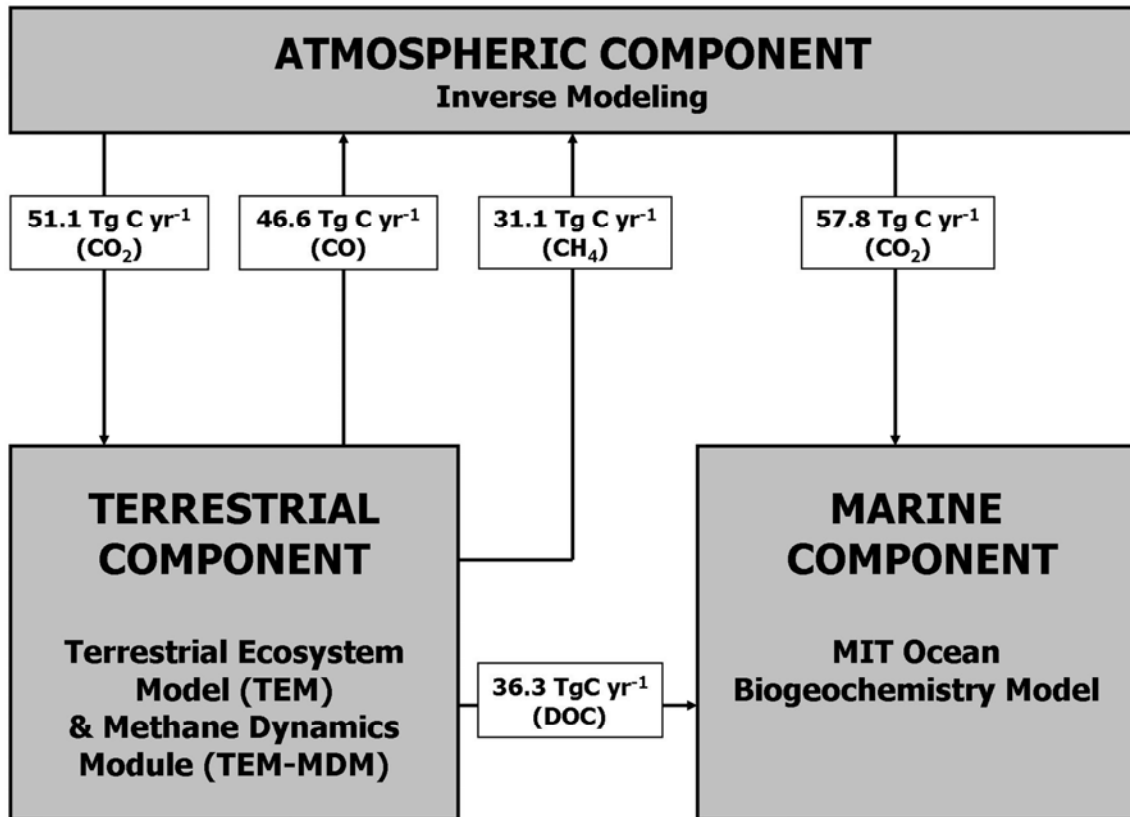 ATMOSPHERIC COMPONENT
Inverse Modeling
51.1 Tg C yr⁻¹
(CO₂)
46.6 Tg C yr⁻¹
(CO)
31.1 Tg C yr⁻¹
(CH₄)
57.8 Tg C yr⁻¹
(CO₂)
TERRESTRIAL
COMPONENT
Terrestrial Ecosystem
Model (TEM)
& Methane Dynamics
Module (TEM-MDM)
36.3 TgC yr⁻¹
(DOC)
MARINE
COMPONENT
MIT Ocean
Biogeochemistry Model